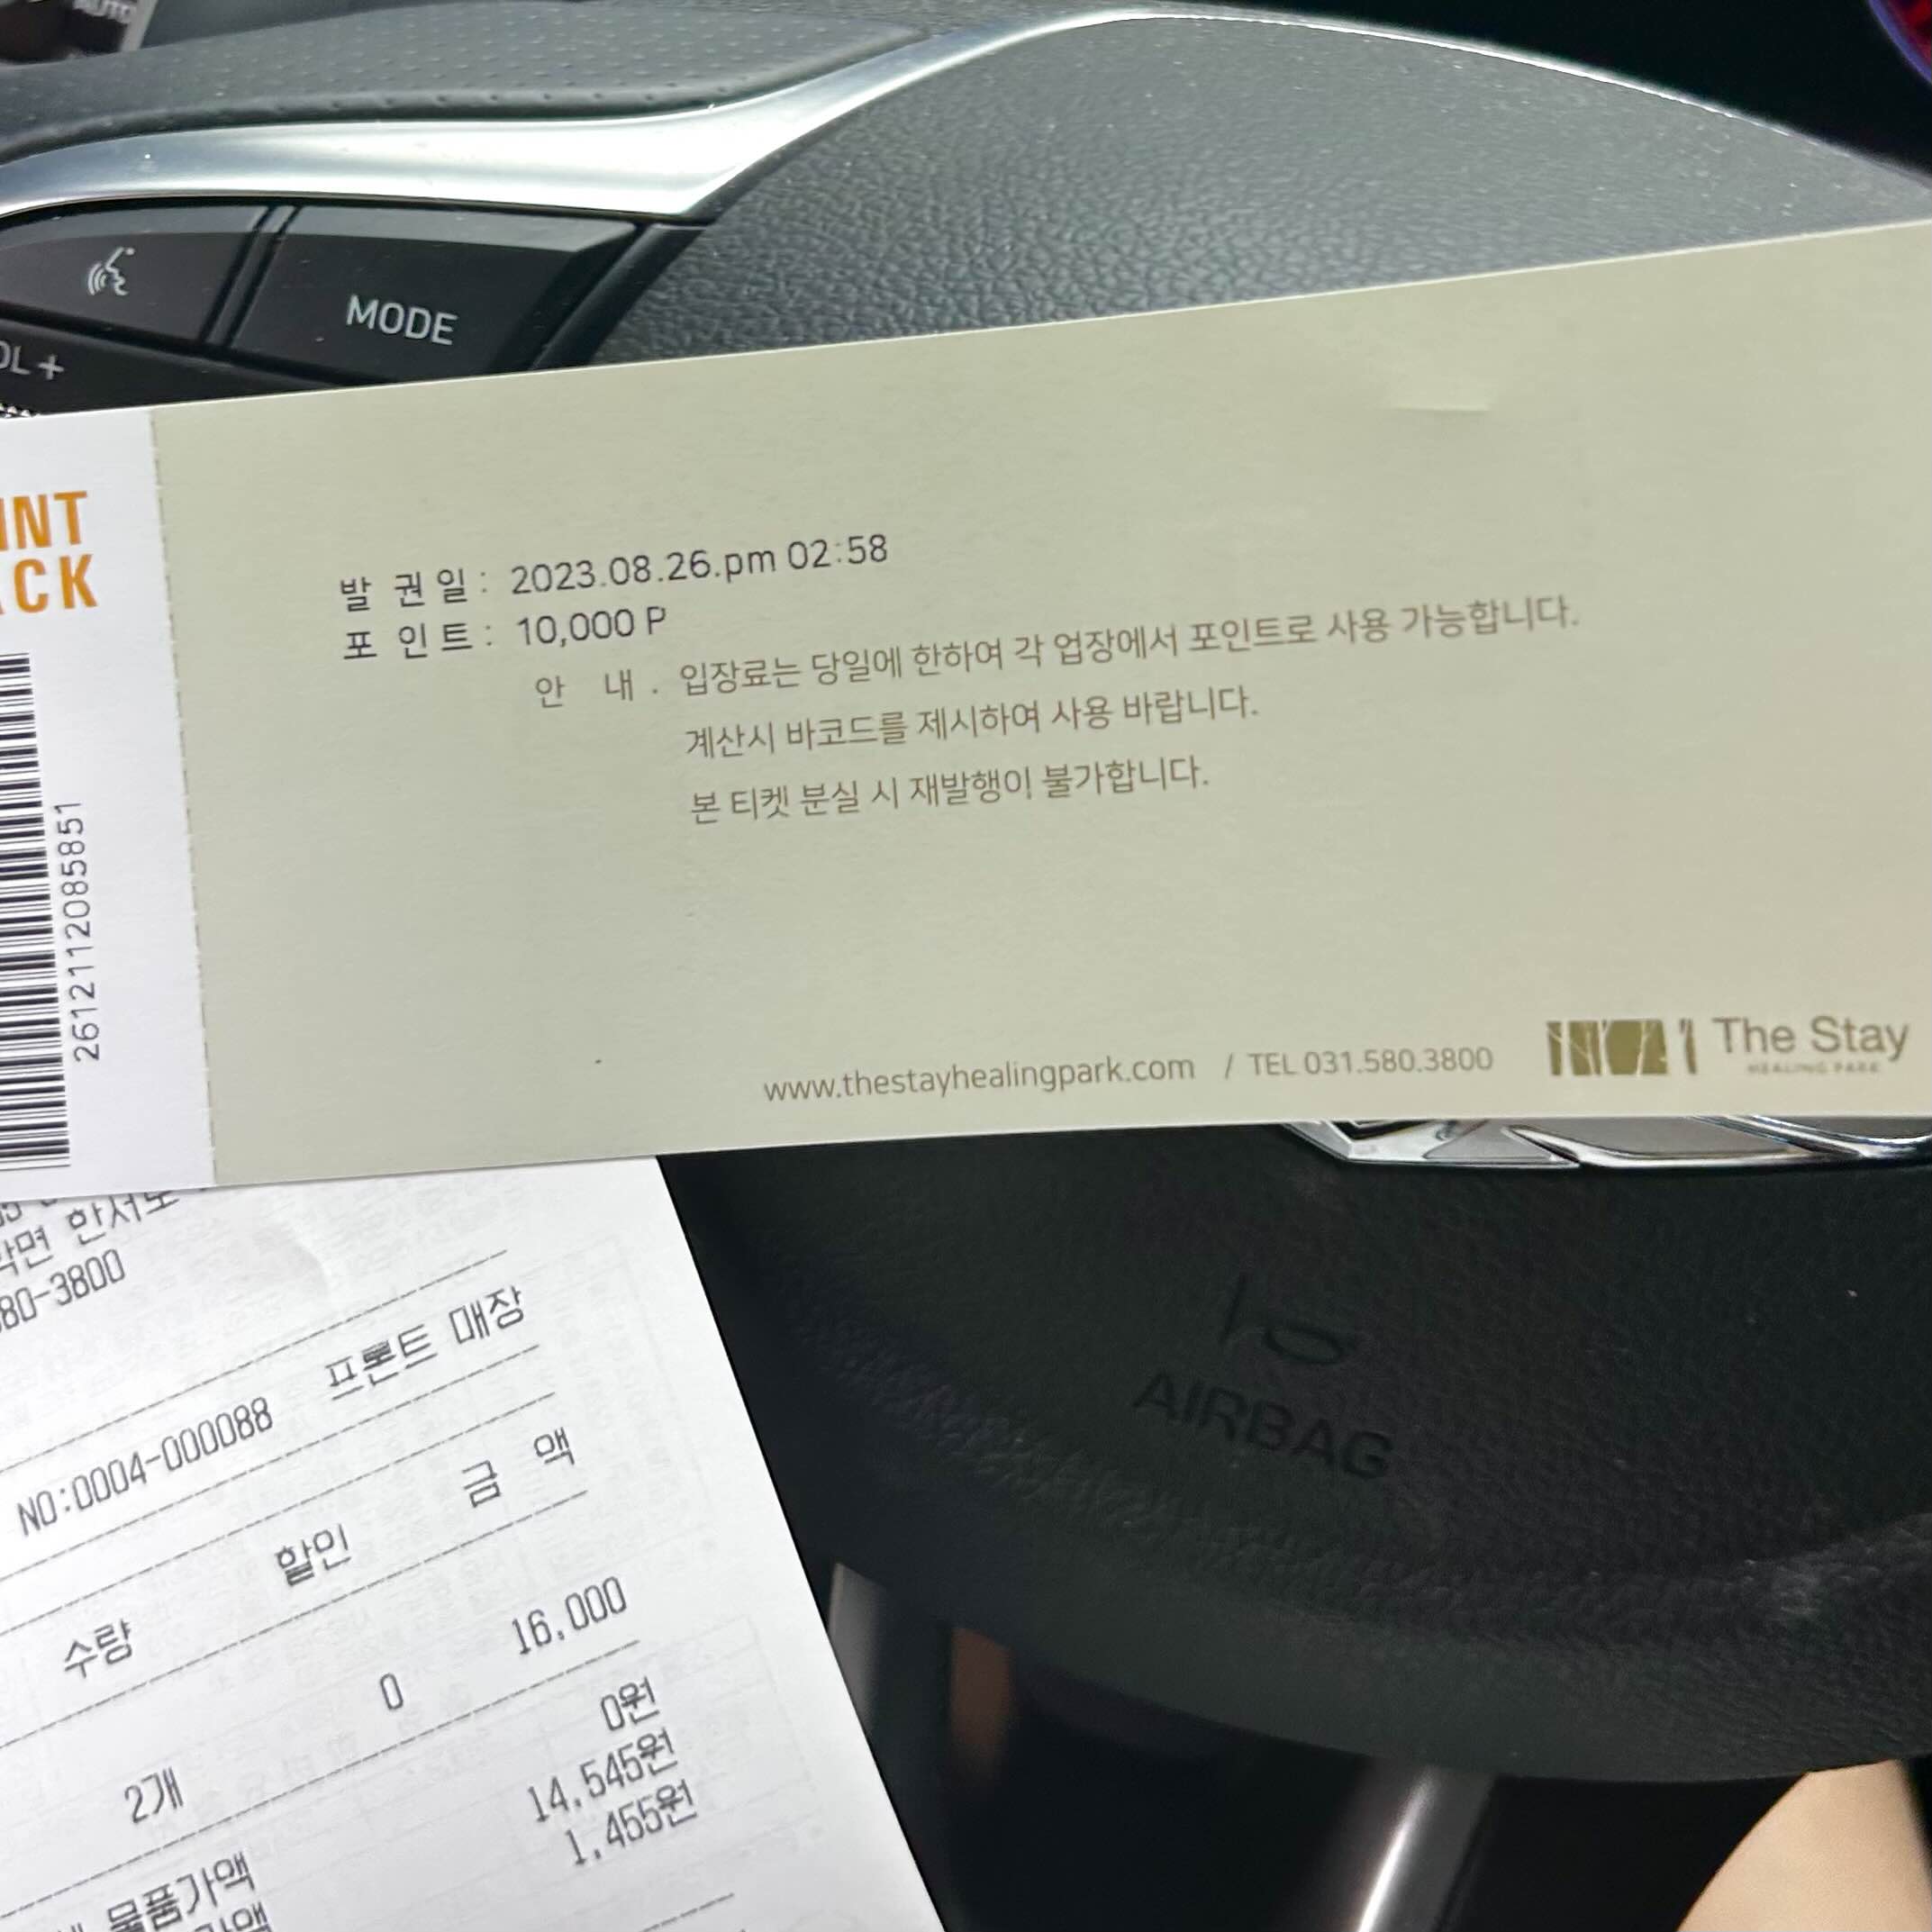 AUTO
MODE
OL+
INT
CK
발 권 일 : 2023.08.26.pm 02:58
포 인 트 : 10,000 P
안 내 . 입장료는 당일에 한하여 각 업장에서 포인트로 사용 가능합니다.
계산시 바코드를 제시하여 사용 바랍니다.
본 티켓 분실 시 재발행이 불가합니다.
2612112085851
www.thestayhealingpark.com / TEL 031.580.3800
The Stay
HEALING PARK
한서로
80-3800
NO:0004-000088 프론트 매장
수량 할인 금 액
2개 0 16,000
0원
물품가액 14,545원
1,455원
AIRBAG